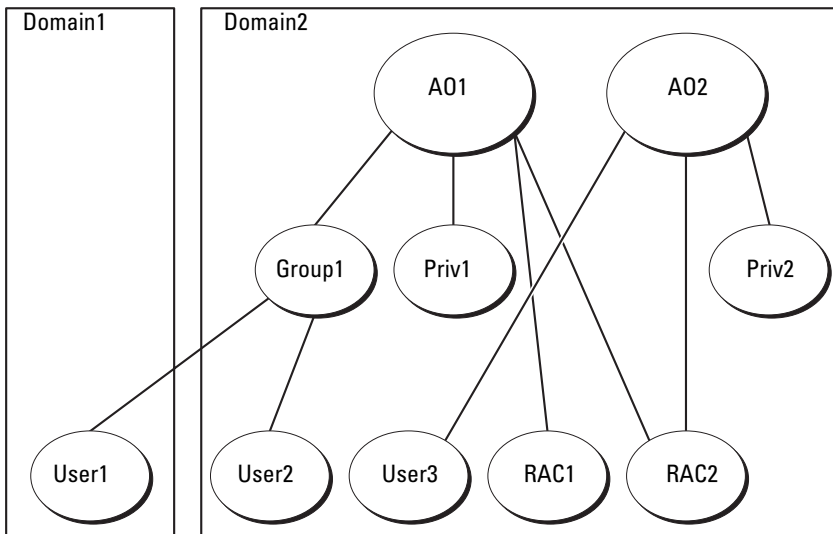 Domain1
Domain2
AO1
AO2
Group1
Priv1
Priv2
User1
User2
User3
RAC1
RAC2